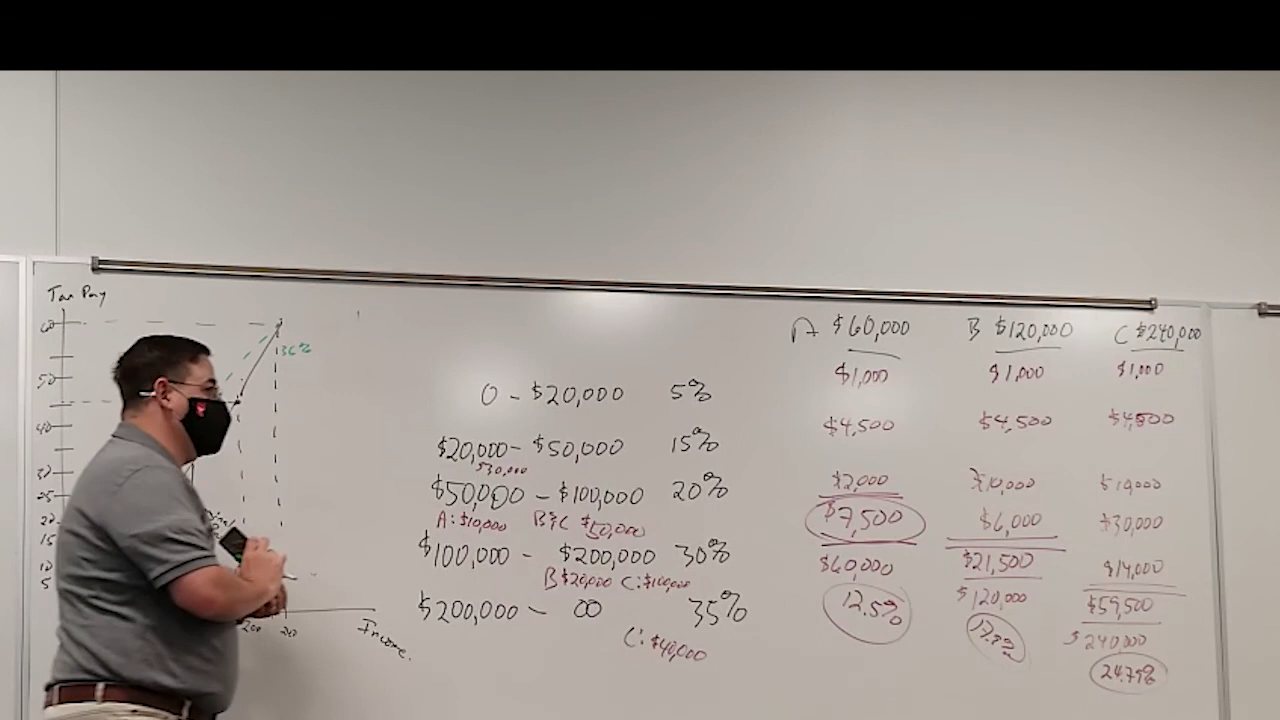 Tax Pay
60
50
40
30
25
20
15
10
5
200
Income.
0 - $20,000 5%
$20,000 - $50,000 15%
$30,000
$50,000 - $100,000 20%
A: $10,000 B&C $50,000
$100,000 - $200,000 30%
B $20,000 C: $100,000
$200,000 - ∞ 35%
C: $40,000
A $60,000
$1,000
$4,500
$2,000
$7,500
$60,000
12.5%
B $120,000
$1,000
$4,500
$10,000
$6,000
$21,500
$120,000
C $240,000
$1,000
$4,500
$10,000
$30,000
$14,000
$59,500
$240,000
24.79%